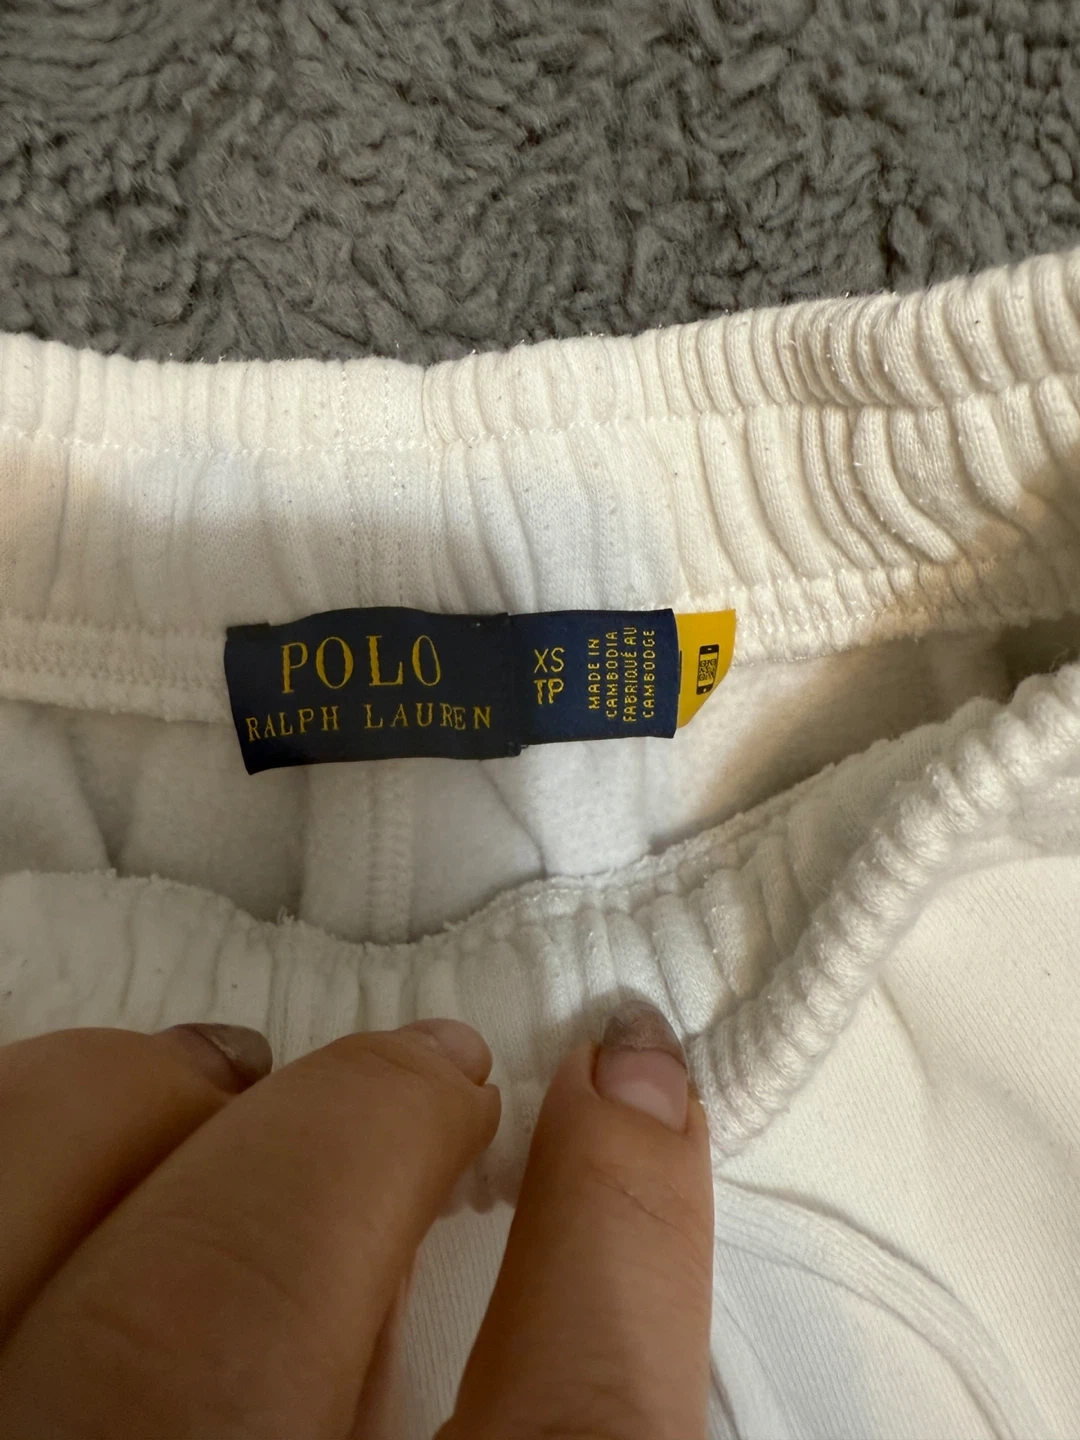 POLO
RALPH LAUREN
XS
TP
MADE IN
CAMBODIA
FABRIQUÉ AU
CAMBODGE